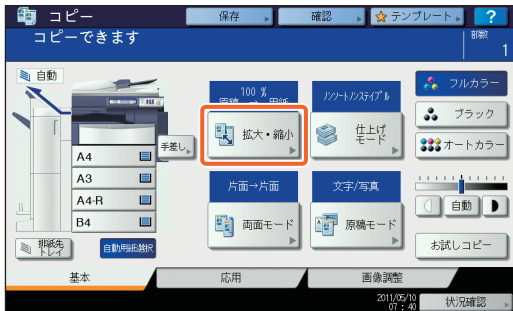 コピー
保存
確認
テンプレート
?
コピーできます
部数
1
自動
100 %
原稿 → 用紙
ノンソート/ノンステイプル
フルカラー
拡大・縮小
仕上げ
モード
ブラック
オートカラー
手差し
A4
A3
A4-R
B4
片面→片面
文字/写真
両面モード
原稿モード
自動
排紙先
トレイ
自動用紙選択
お試しコピー
基本
応用
画像調整
2011/05/10
07 : 40
状況確認